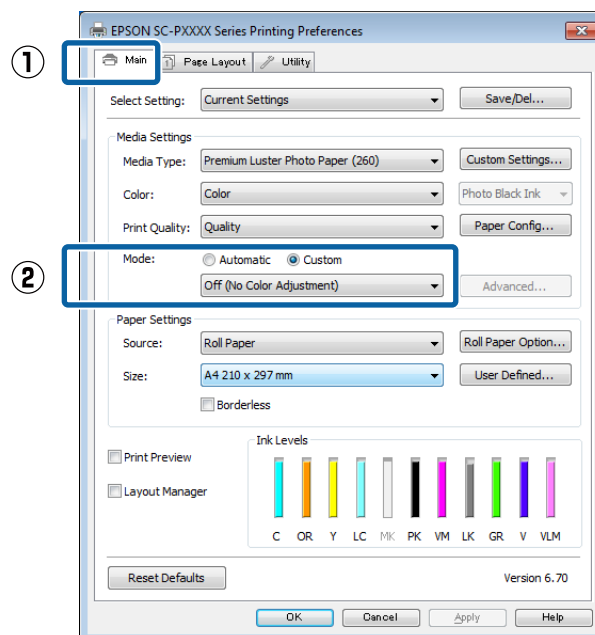 EPSON SC-PXXXX Series Printing Preferences
①
Main Page Layout Utility
Select Setting: Current Settings Save/Del...
Media Settings
Media Type: Premium Luster Photo Paper (260) Custom Settings...
Color: Color Photo Black Ink
Print Quality: Quality Paper Config...
②
Mode: Automatic Custom
Off (No Color Adjustment) Advanced...
Paper Settings
Source: Roll Paper Roll Paper Option...
Size: A4 210 x 297 mm User Defined...
Borderless
Ink Levels
Print Preview
Layout Manager
C OR Y LC MK PK VM LK GR V VLM
Reset Defaults Version 6.70
OK Cancel Apply Help